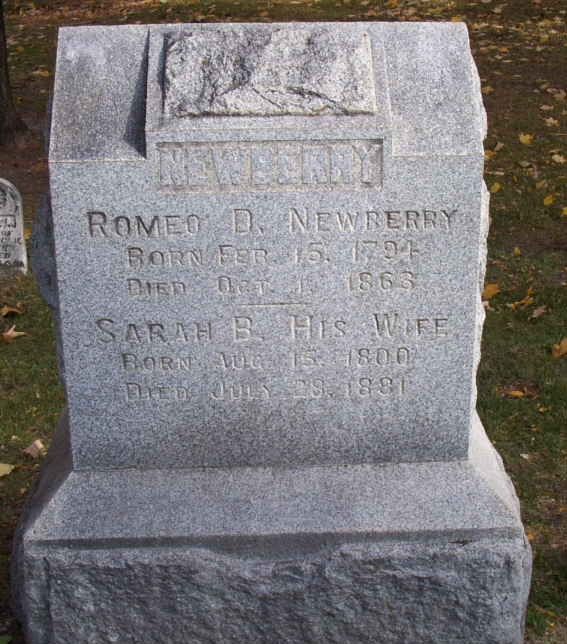 NEWBERRY
ROMEO D. NEWBERRY
BORN FEB. 15. 1794
DIED OCT. 1. 1863
SARAH B. HIS WIFE
BORN AUG. 15. 1800
DIED JULY 29. 1881